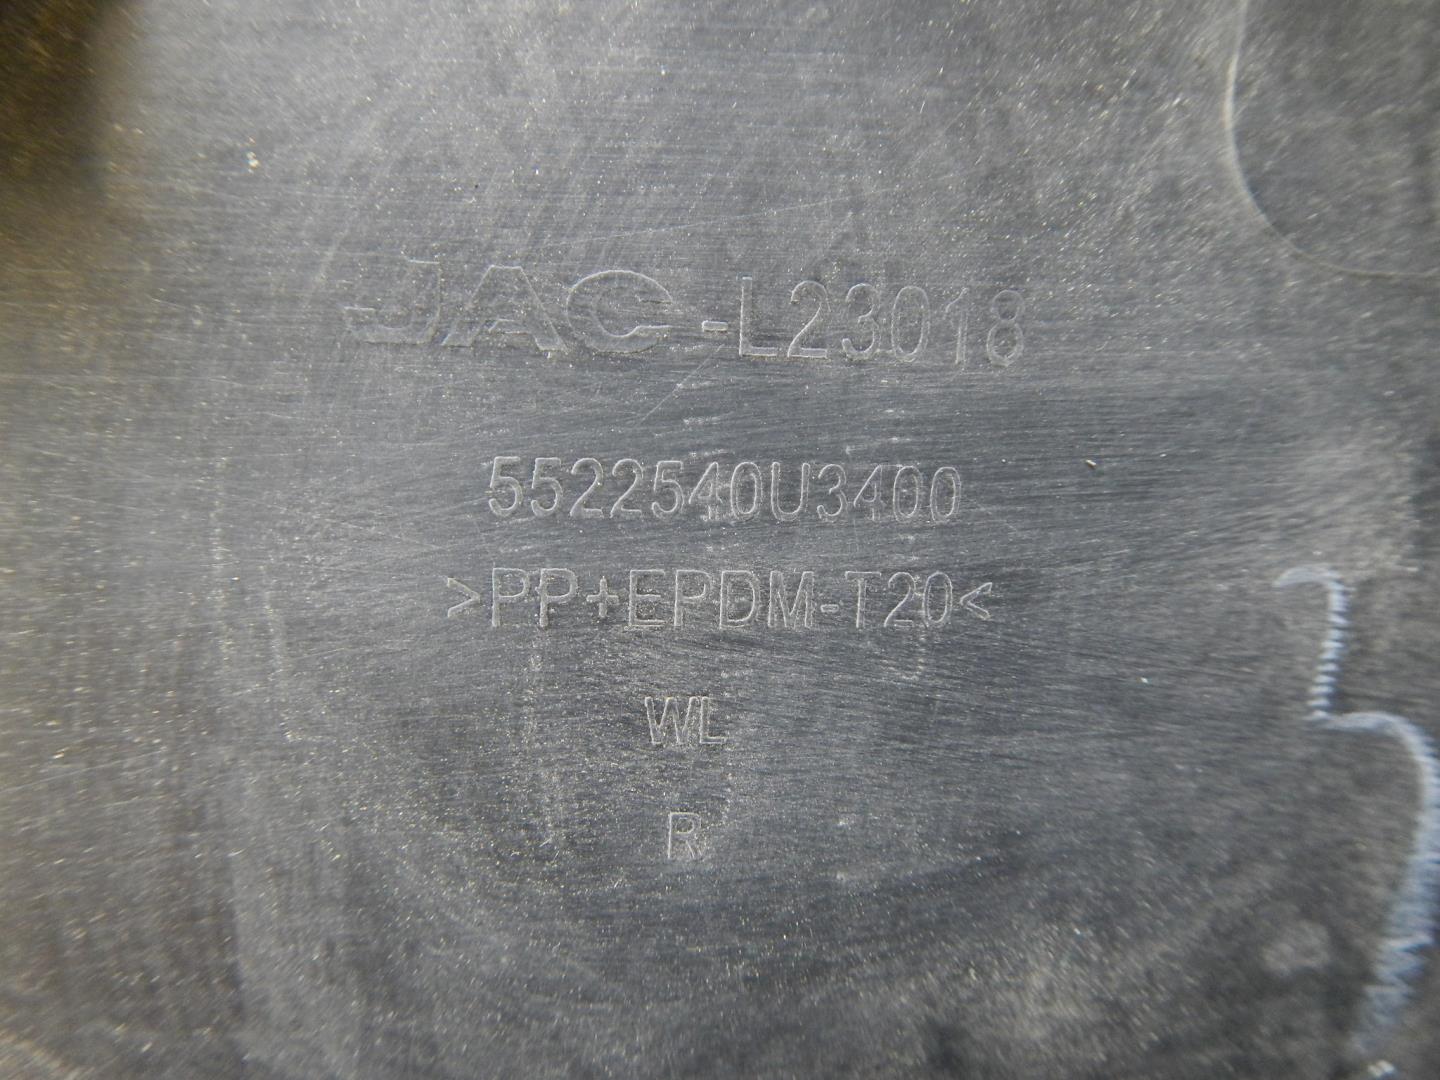 JAC-L23018
5522540U3400
>PP+EPDM-T20<
WL
R